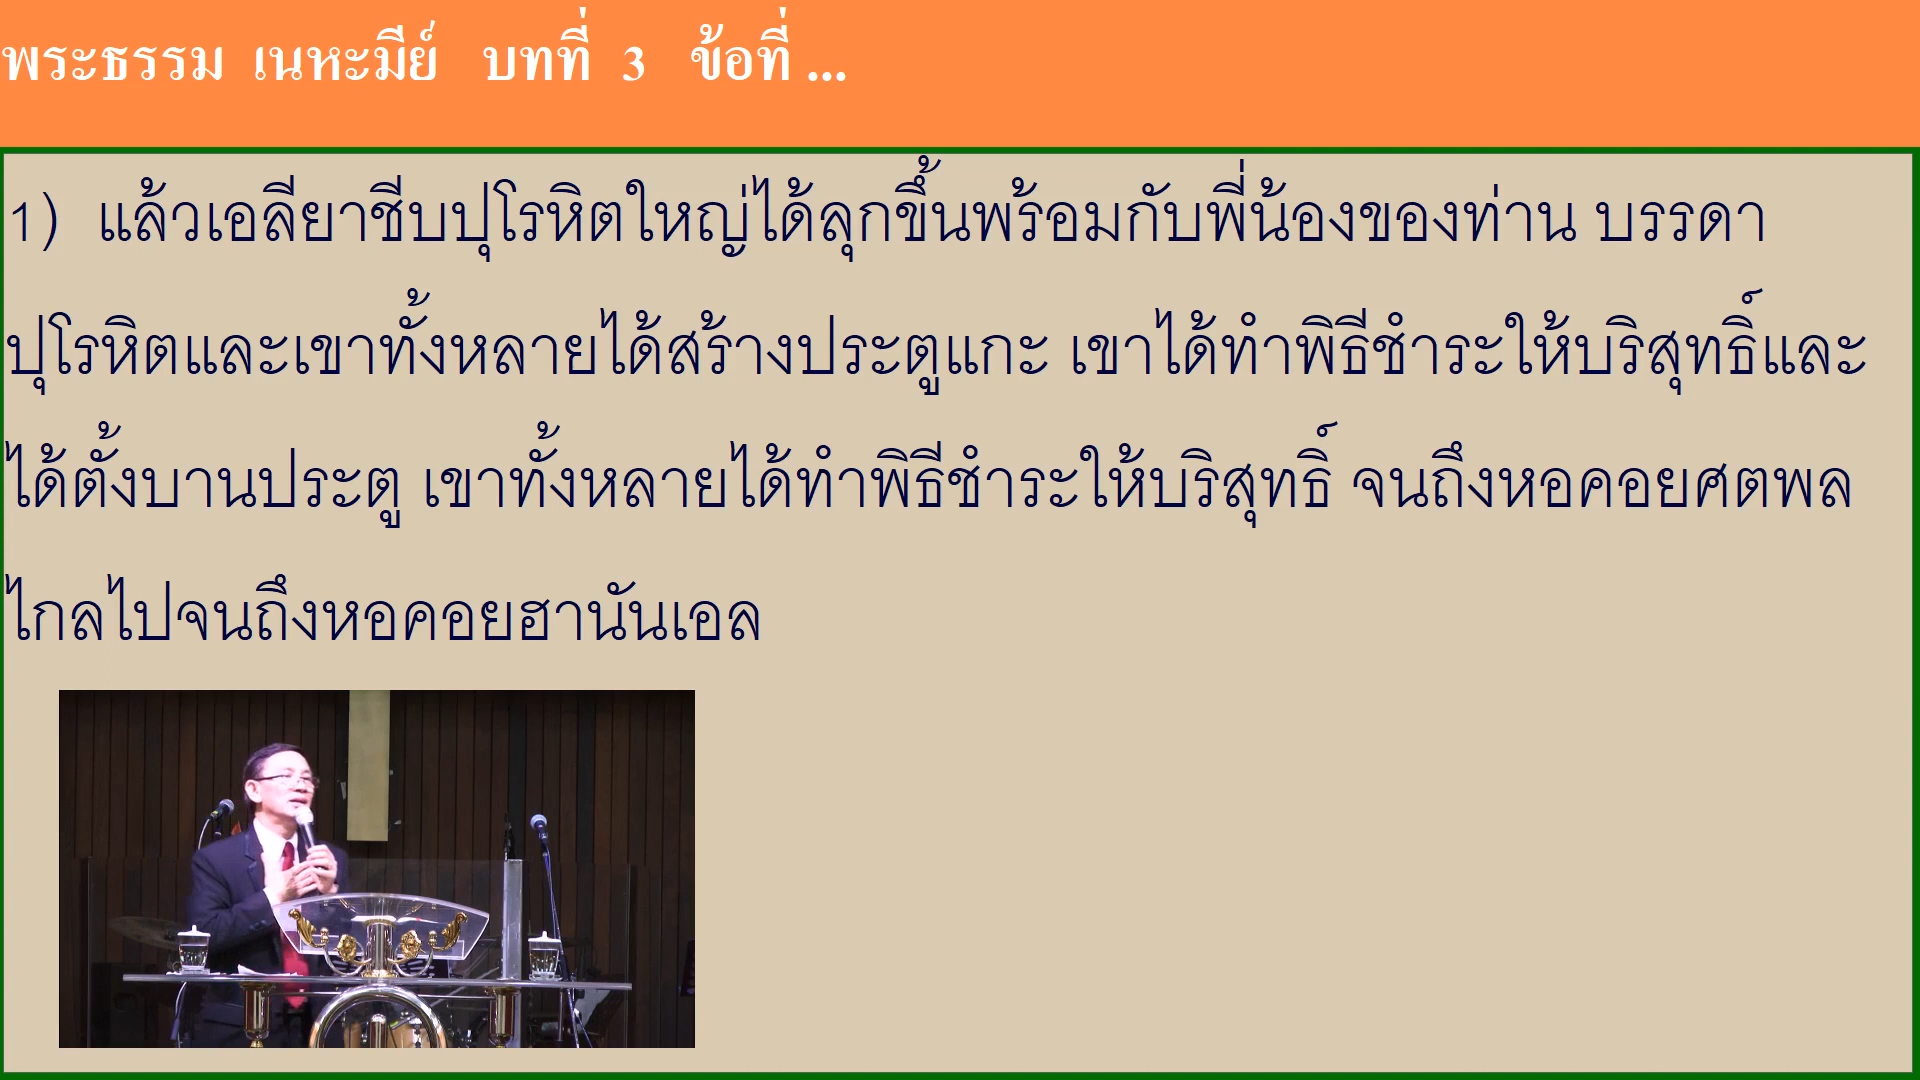 พระธรรม เนหะมีย์ บทที่ 3 ข้อที่ ...
1) แล้วเอลียาชีบปุโรหิตใหญ่ได้ลุกขึ้นพร้อมกับพี่น้องของท่าน บรรดา
ปุโรหิตและเขาทั้งหลายได้สร้างประตูแกะ เขาได้ทำพิธีชำระให้บริสุทธิ์และ
ได้ตั้งบานประตู เขาทั้งหลายได้ทำพิธีชำระให้บริสุทธิ์ จนถึงหอคอยศตพล
ไกลไปจนถึงหอคอยฮานันเอล